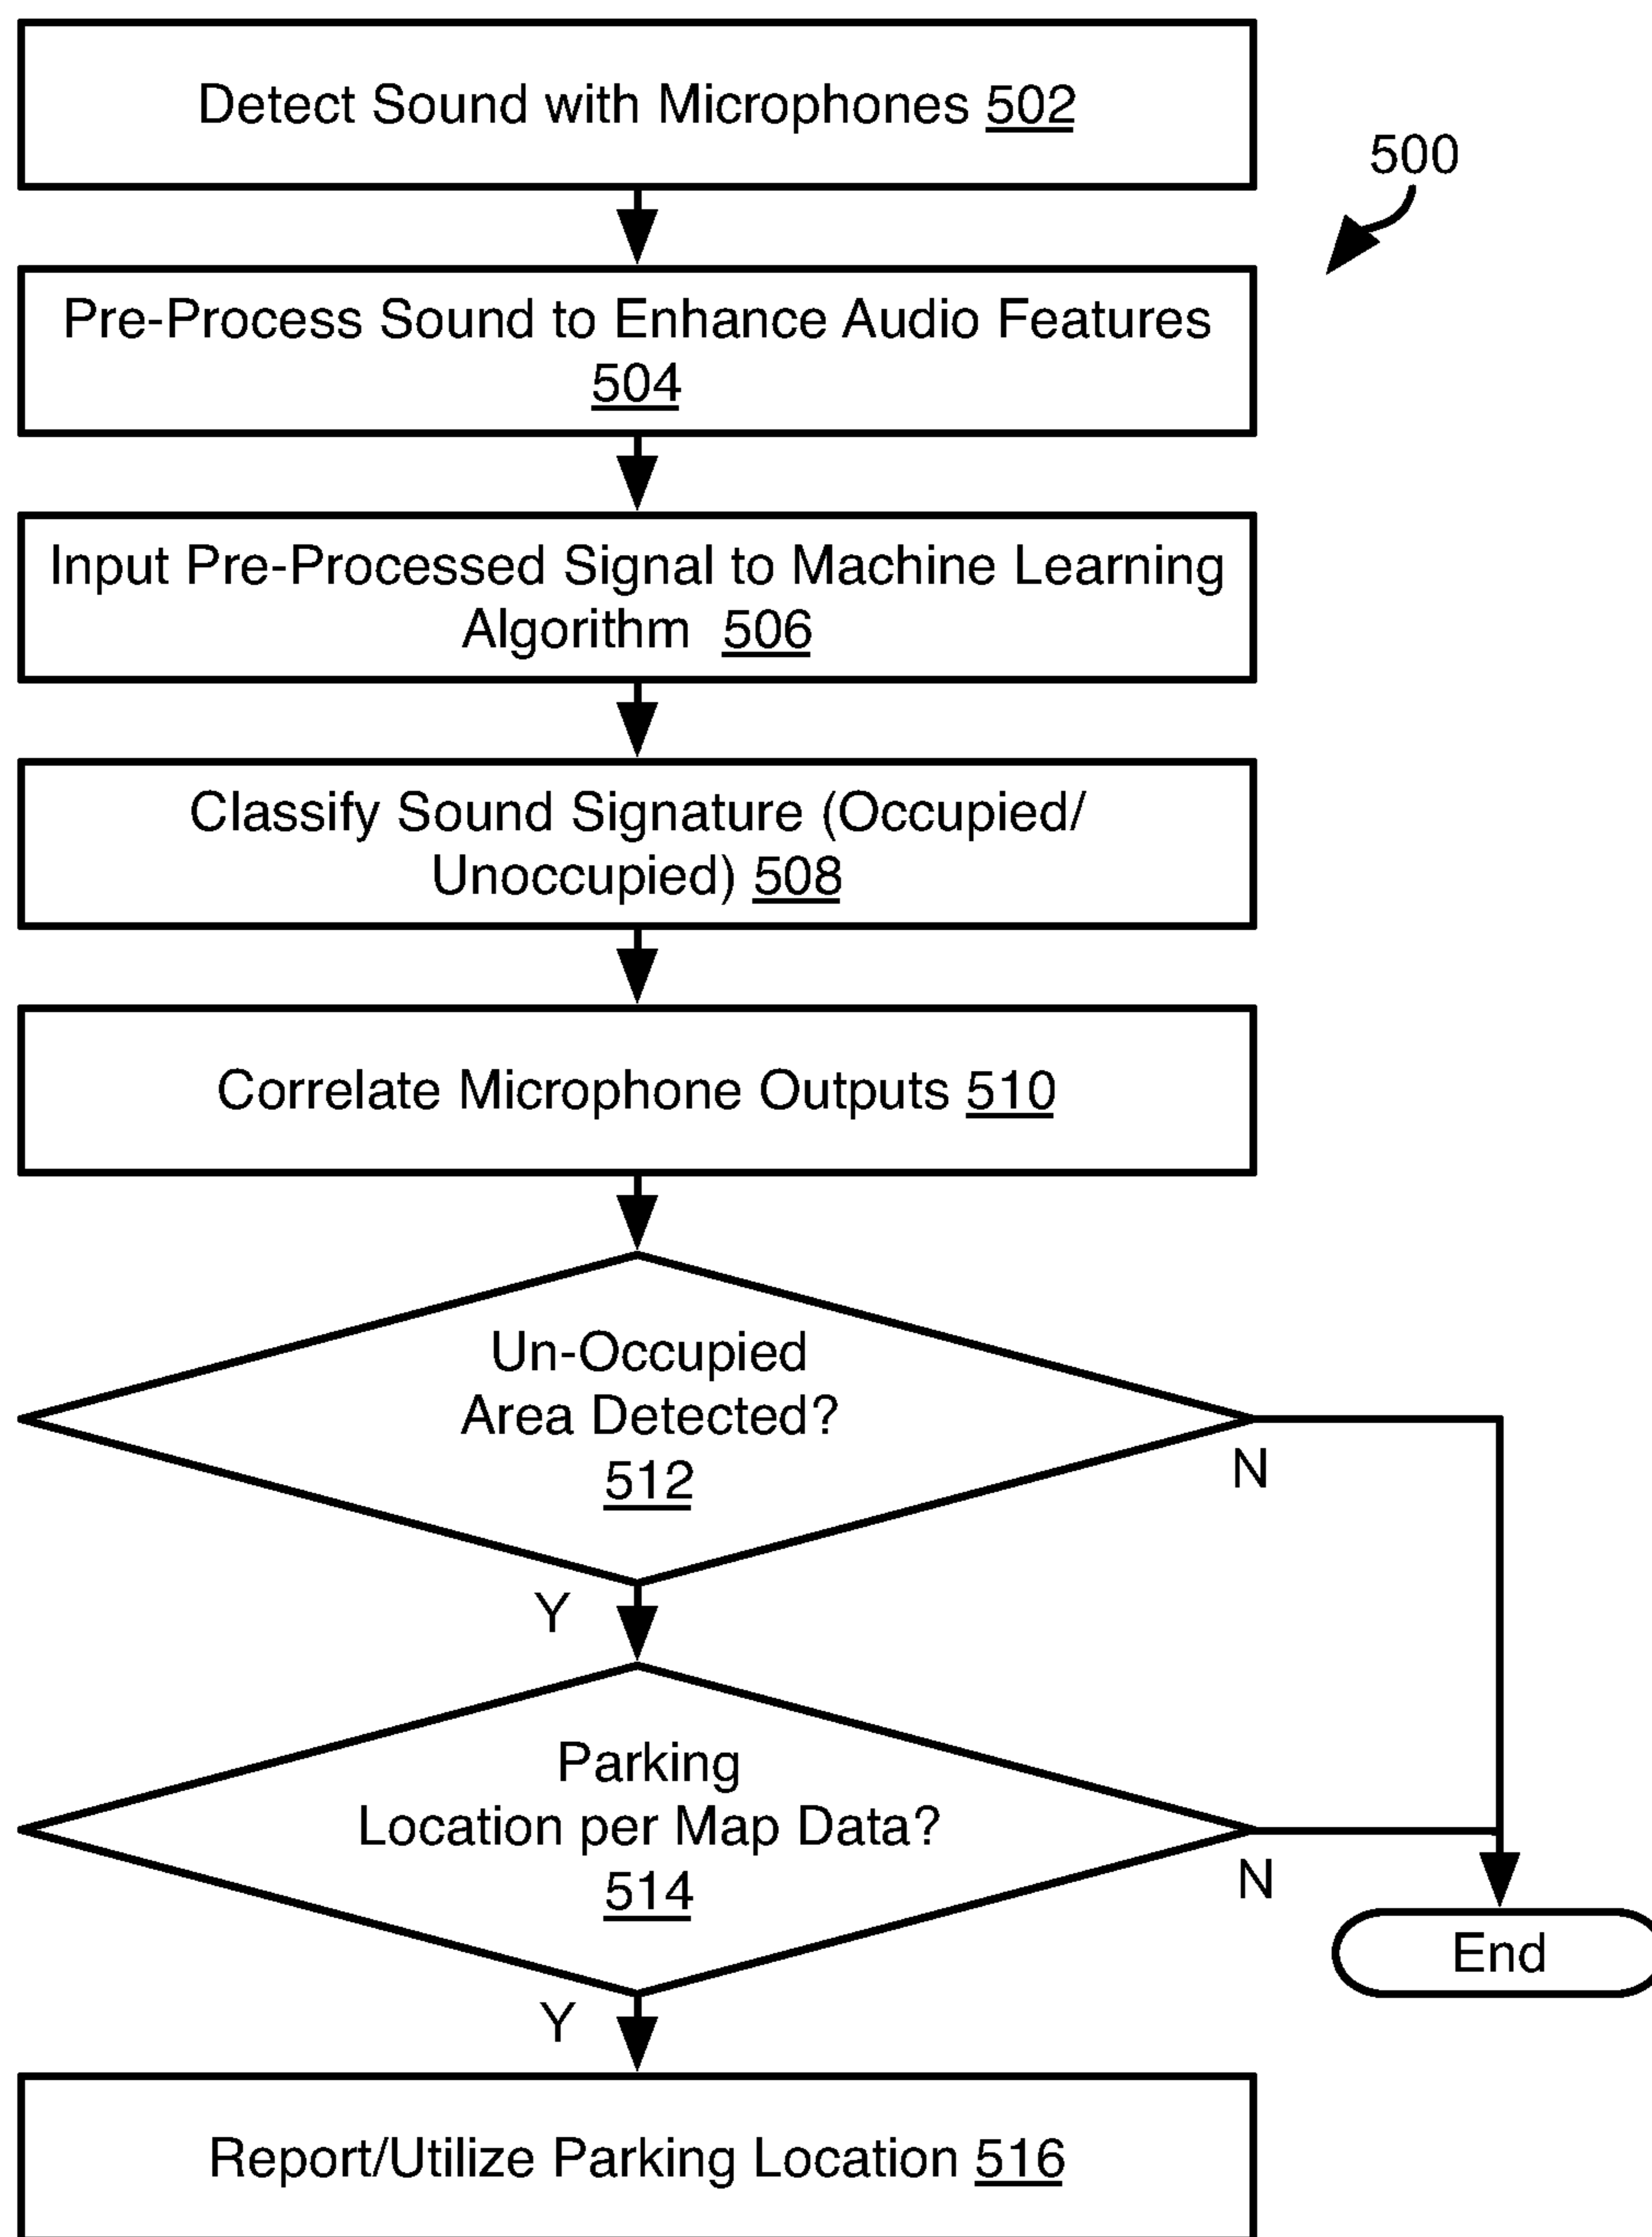 Detect Sound with Microphones 502
500
Pre-Process Sound to Enhance Audio Features
504
Input Pre-Processed Signal to Machine Learning
Algorithm 506
Classify Sound Signature (Occupied/
Unoccupied) 508
Correlate Microphone Outputs 510
Un-Occupied
Area Detected?
512
N
Y
Parking
Location per Map Data?
514
N
End
Y
Report/Utilize Parking Location 516